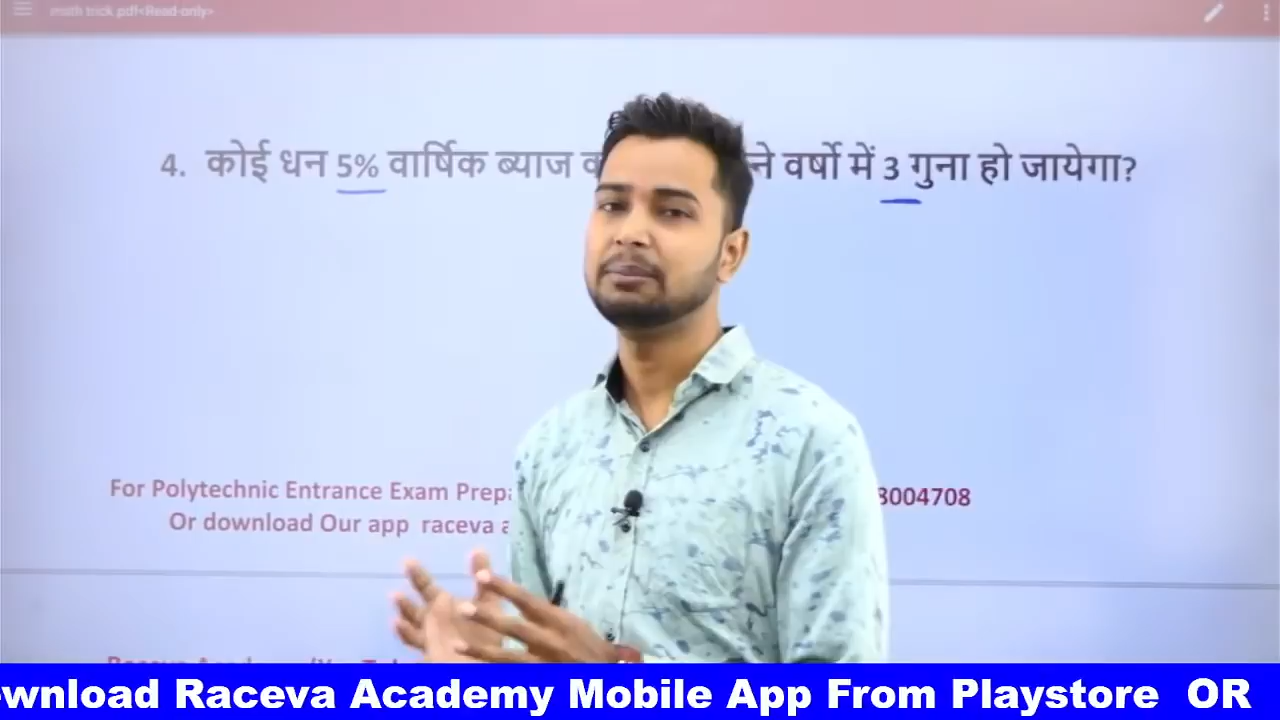 math trick.pdf<Read-only>
4. कोई धन 5% वार्षिक ब्याज ने वर्षो में 3 गुना हो जायेगा?
For Polytechnic Entrance Exam Prepa 8004708
Or download Our app raceva a
wnload Raceva Academy Mobile App From Playstore OR